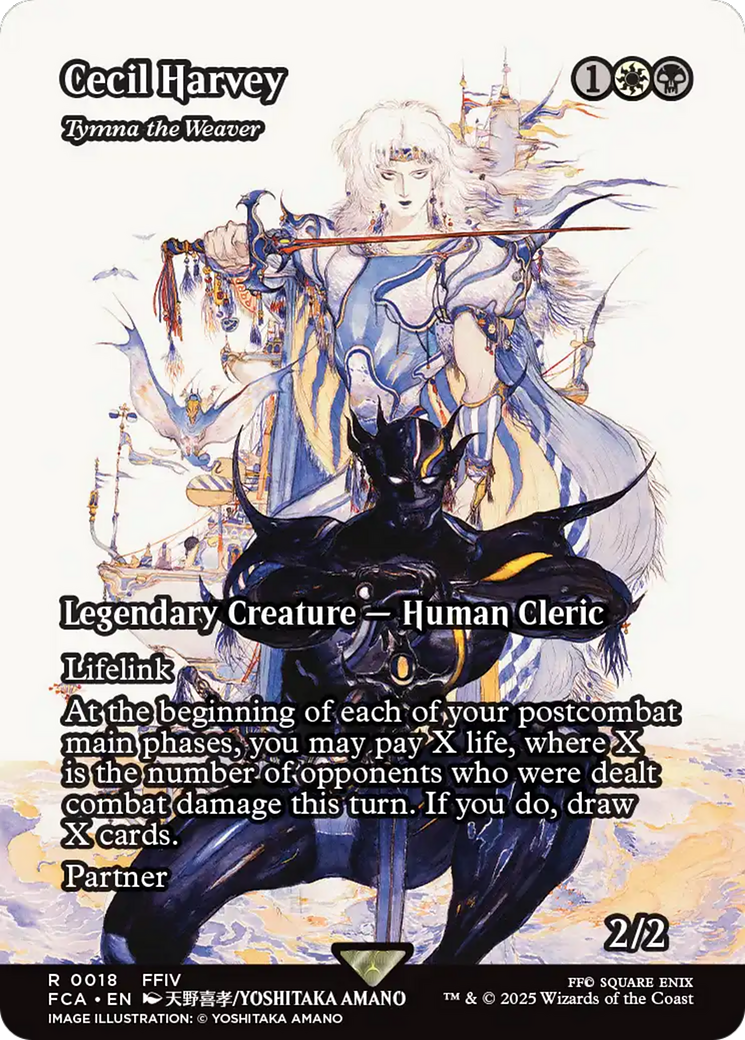 Cecil Harvey 1
Tymna the Weaver
Legendary Creature — Human Cleric
Lifelink
At the beginning of each of your postcombat
main phases, you may pay X life, where X
is the number of opponents who were dealt
combat damage this turn. If you do, draw
X cards.
Partner
2/2
R 0018 FFIV
FCA • EN 天野喜孝/YOSHITAKA AMANO
IMAGE ILLUSTRATION: © YOSHITAKA AMANO
FF© SQUARE ENIX
™ & © 2025 Wizards of the Coast